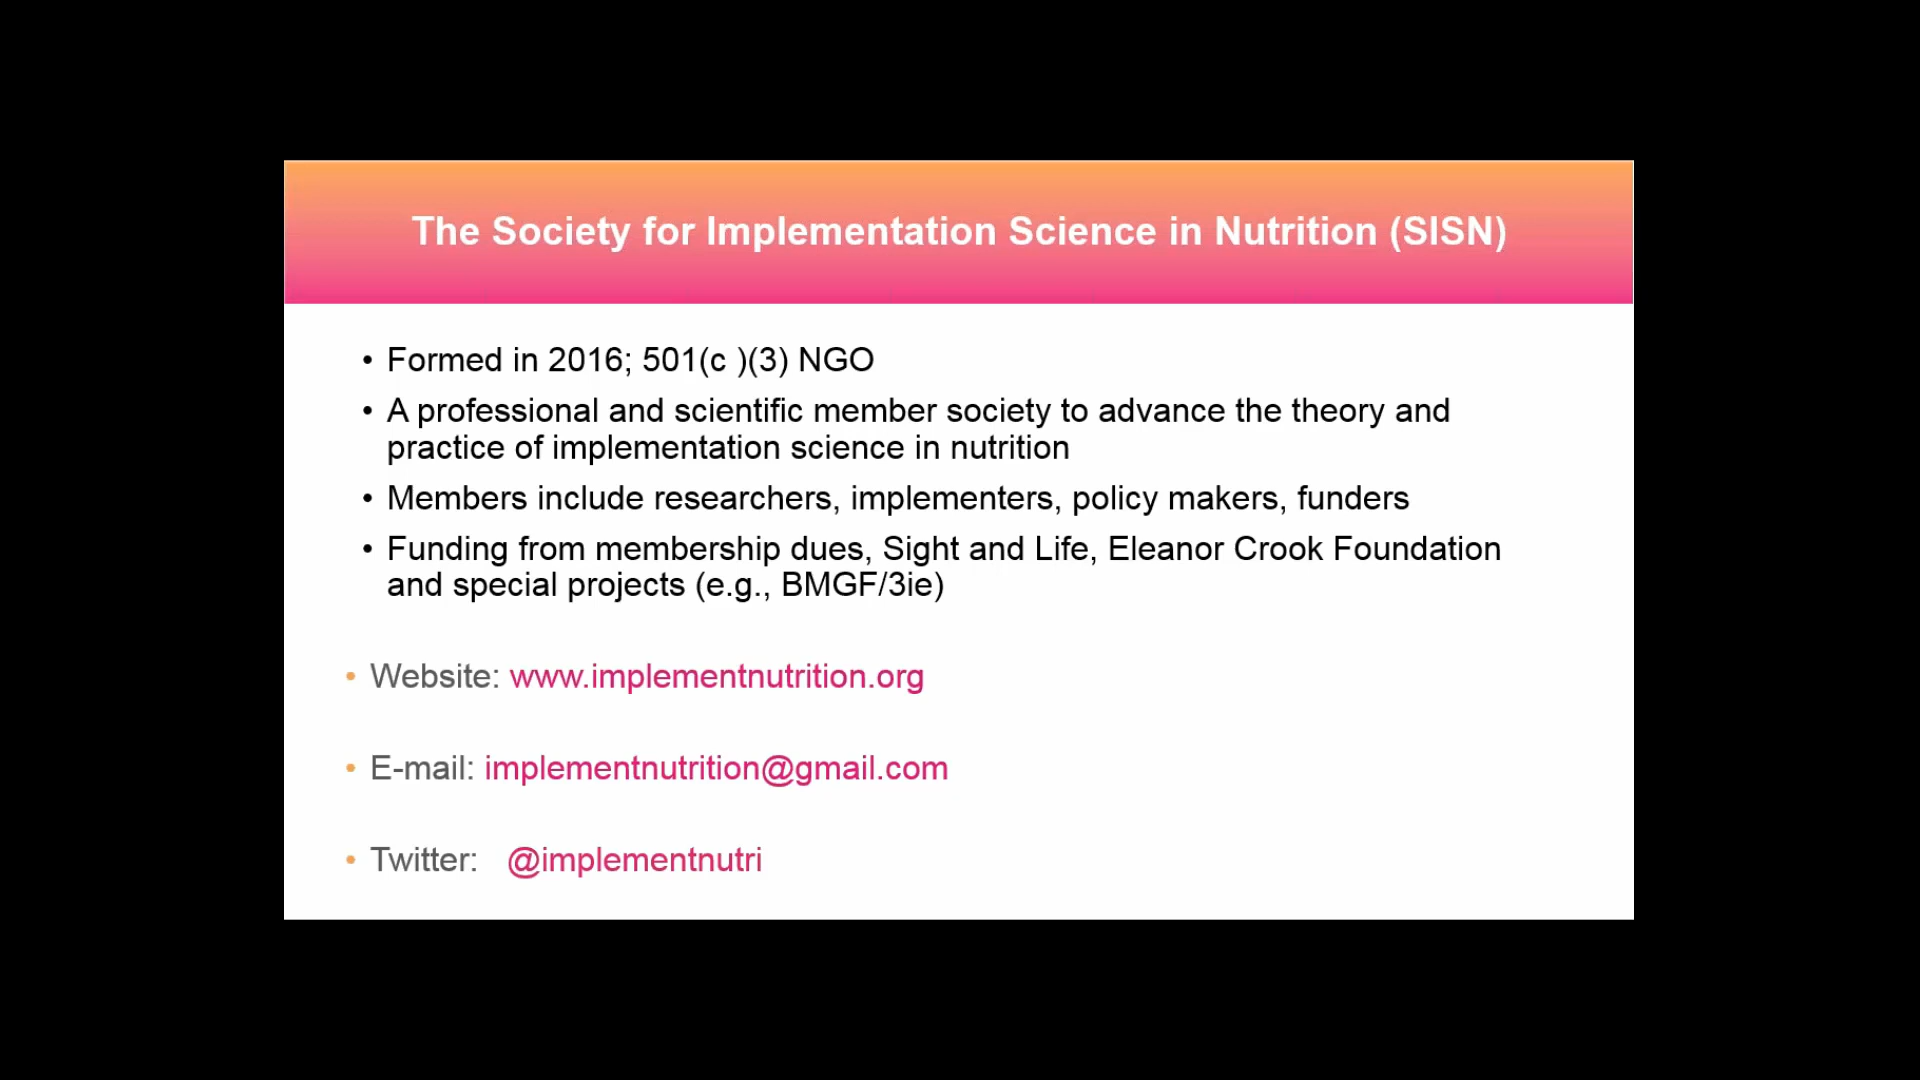 The Society for Implementation Science in Nutrition (SISN)
• Formed in 2016; 501(c )(3) NGO
• A professional and scientific member society to advance the theory and
practice of implementation science in nutrition
• Members include researchers, implementers, policy makers, funders
• Funding from membership dues, Sight and Life, Eleanor Crook Foundation
and special projects (e.g., BMGF/3ie)
• Website: www.implementnutrition.org
• E-mail: implementnutrition@gmail.com
• Twitter: @implementnutri